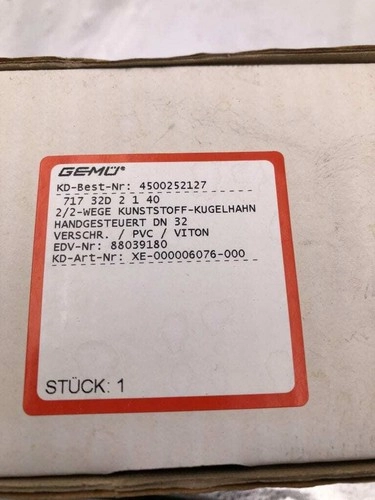 GEMÜ®
KD-Best-Nr: 4500252127
717 32D 2 1 40
2/2-WEGE KUNSTSTOFF-KUGELHAHN
HANDGESTEUERT DN 32
VERSCHR. / PVC / VITON
EDV-Nr: 88039180
KD-Art-Nr: XE-000006076-000
STÜCK: 1